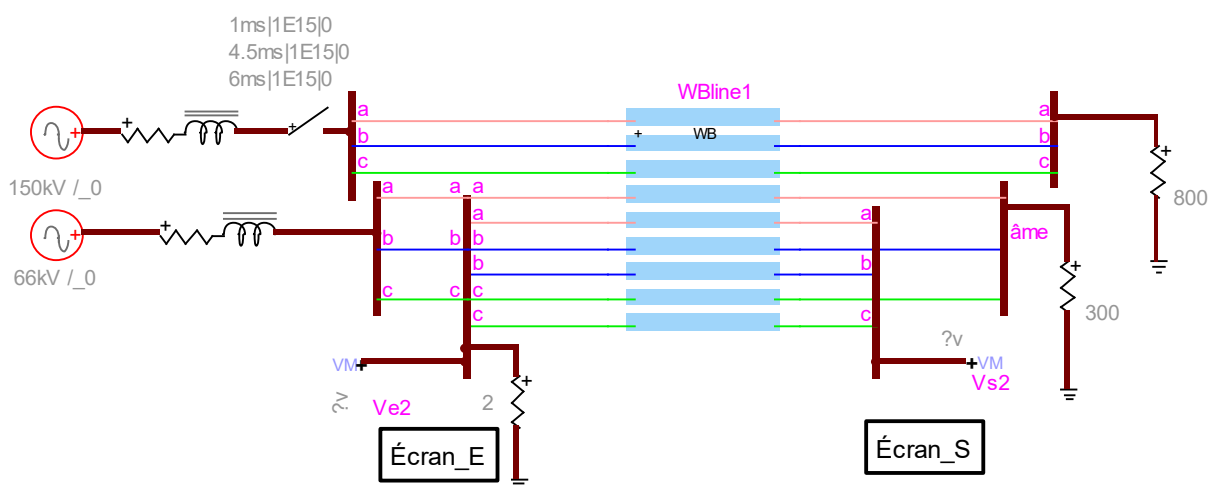 1ms|1E15|0
4.5ms|1E15|0
6ms|1E15|0
WBline1
+
a
a
+
+
+
b
+
WB
b
c
c
150kV /_0
+
800
a
a
a
+
+
a
a
âme
66kV /_0
b
b
b
+
b
b
300
c
c
c
c
c
?v
VM
+
+
+
VM
?v
Ve2
2
Vs2
Écran_E
Écran_S